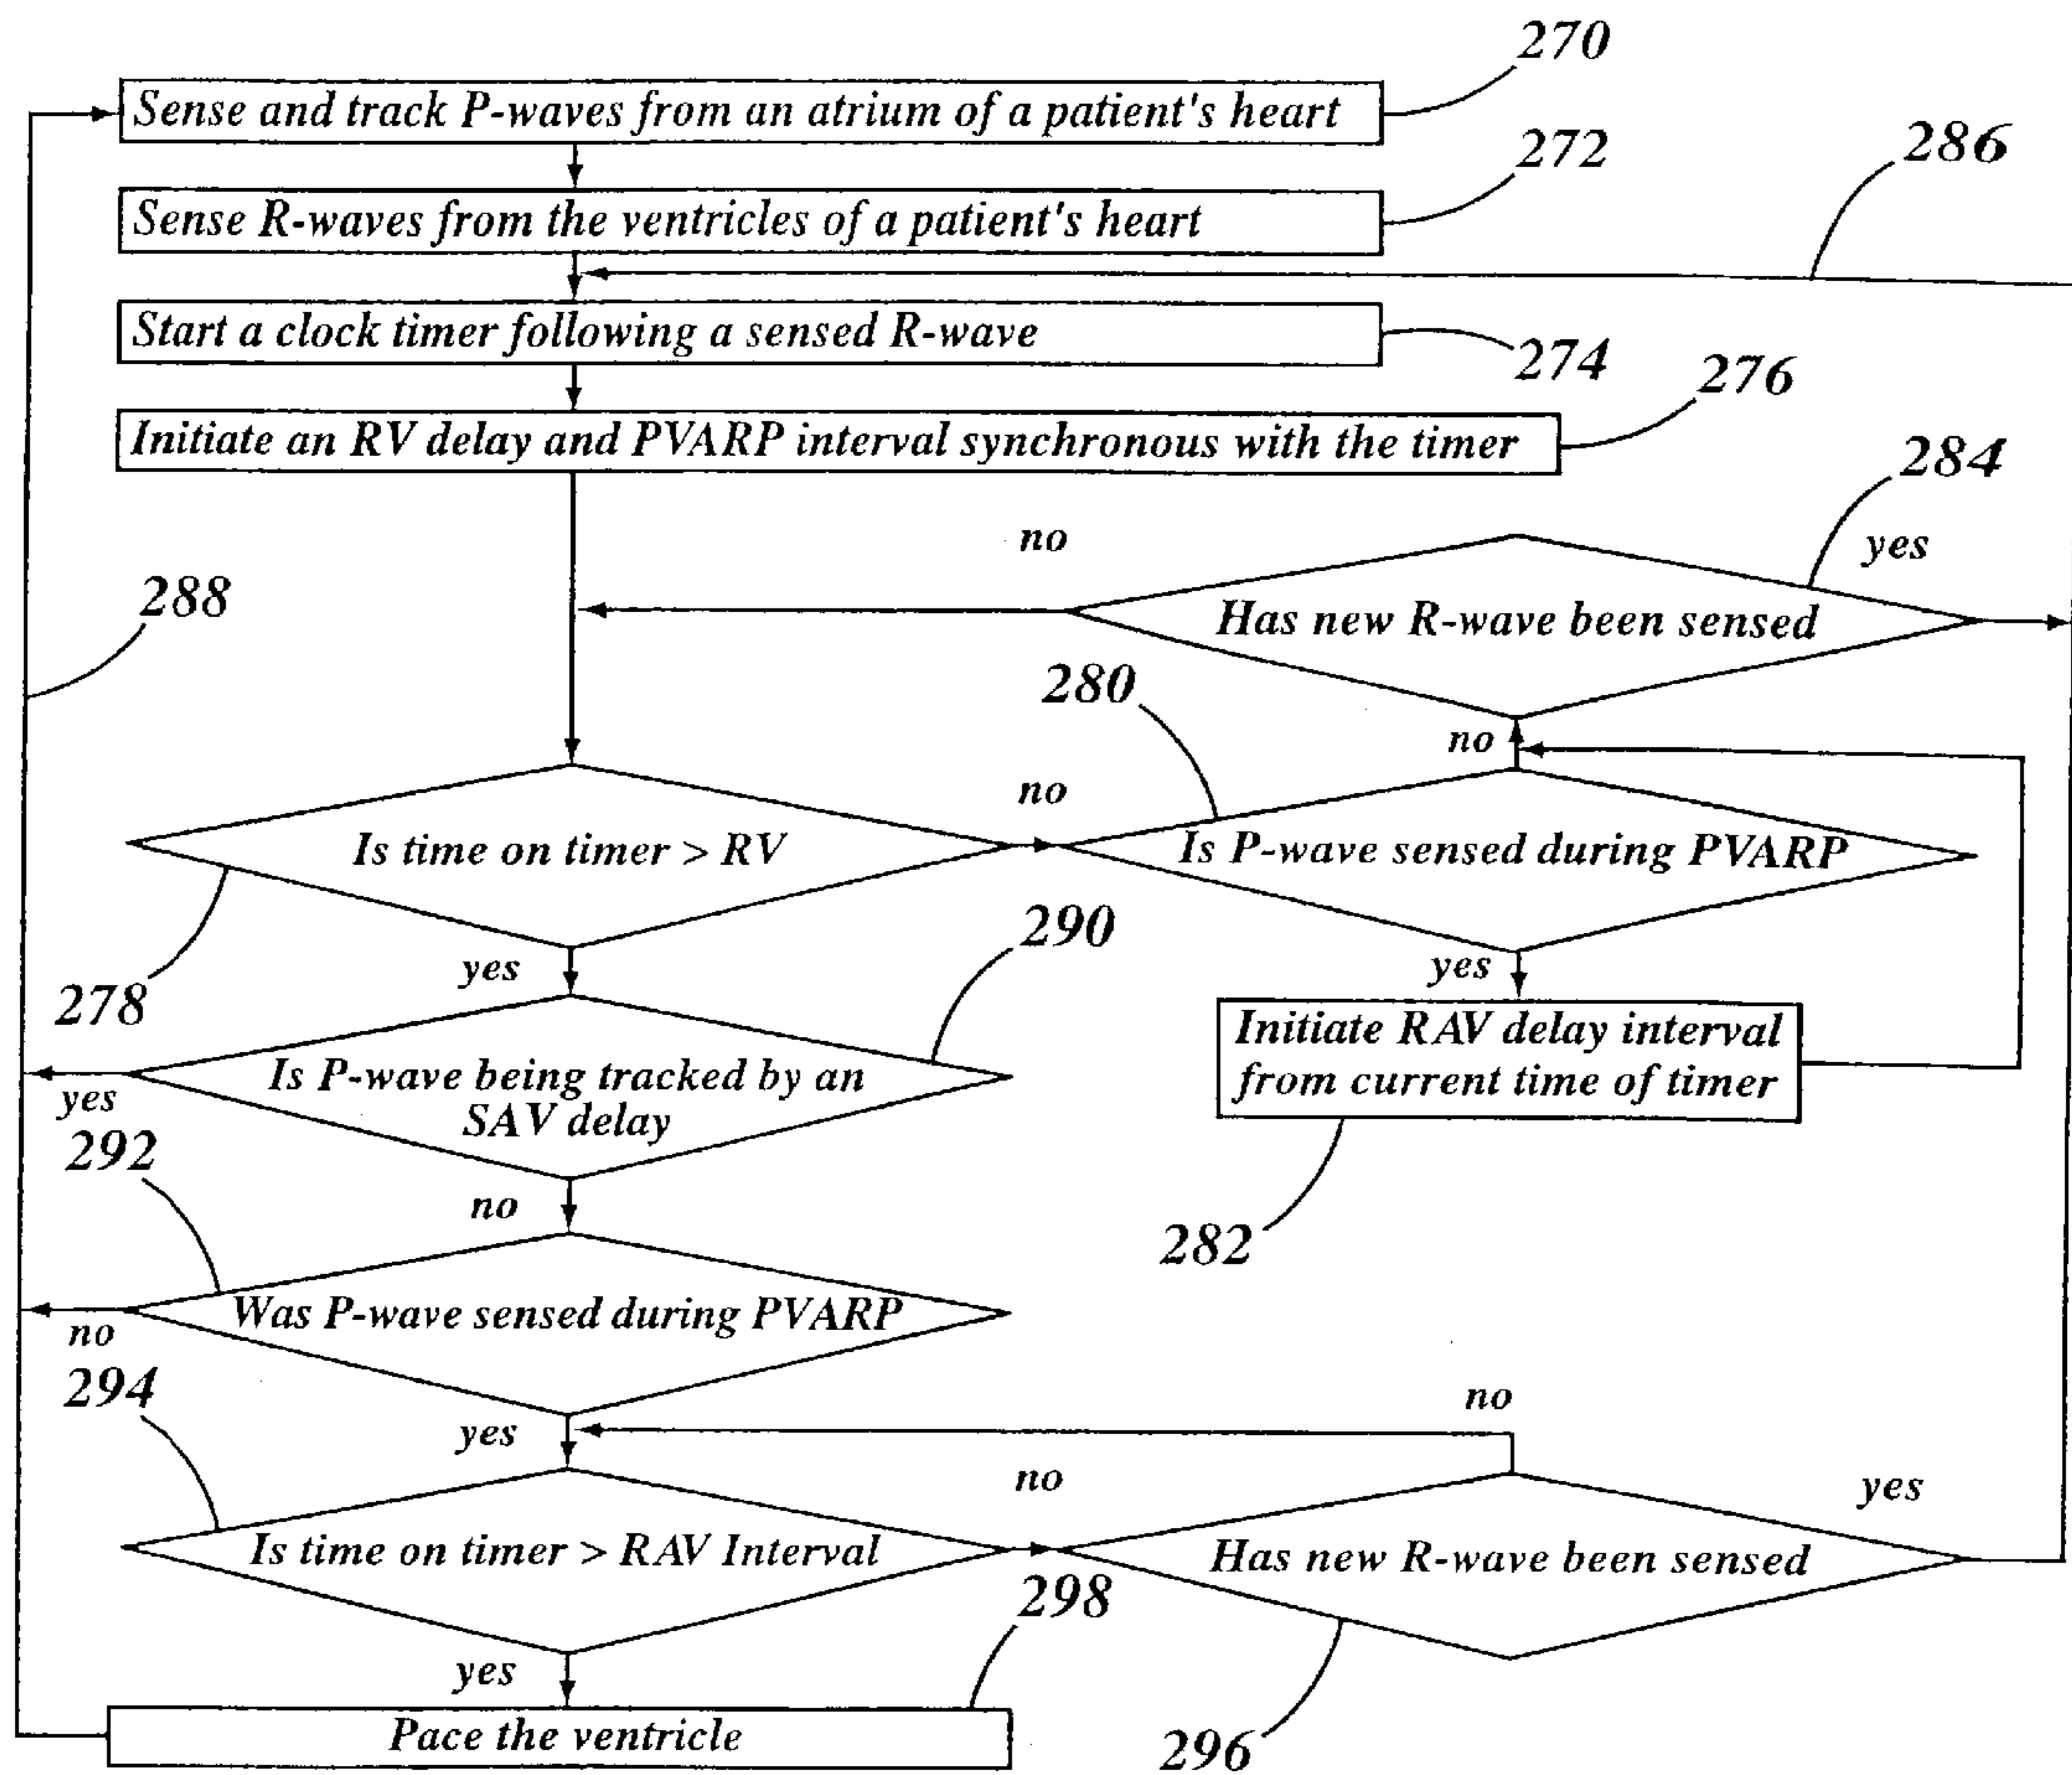 270
Sense and track P-waves from an atrium of a patient's heart
272
286
Sense R-waves from the ventricles of a patient's heart
Start a clock timer following a sensed R-wave
274
276
Initiate an RV delay and PVARP interval synchronous with the timer
284
no
yes
288
Has new R-wave been sensed
280
no
no
Is time on timer > RV
Is P-wave sensed during PVARP
290
yes
yes
278
Initiate RAV delay interval
from current time of timer
Is P-wave being tracked by an
SAV delay
yes
292
no
282
Was P-wave sensed during PVARP
no
294
no
yes
no
yes
Is time on timer > RAV Interval
Has new R-wave been sensed
298
yes
Pace the ventricle
296